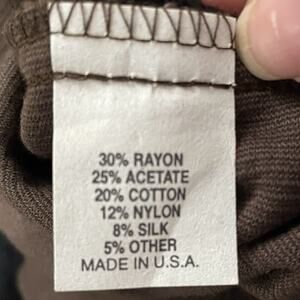 30% RAYON
25% ACETATE
20% COTTON
12% NYLON
8% SILK
5% OTHER
MADE IN U.S.A.